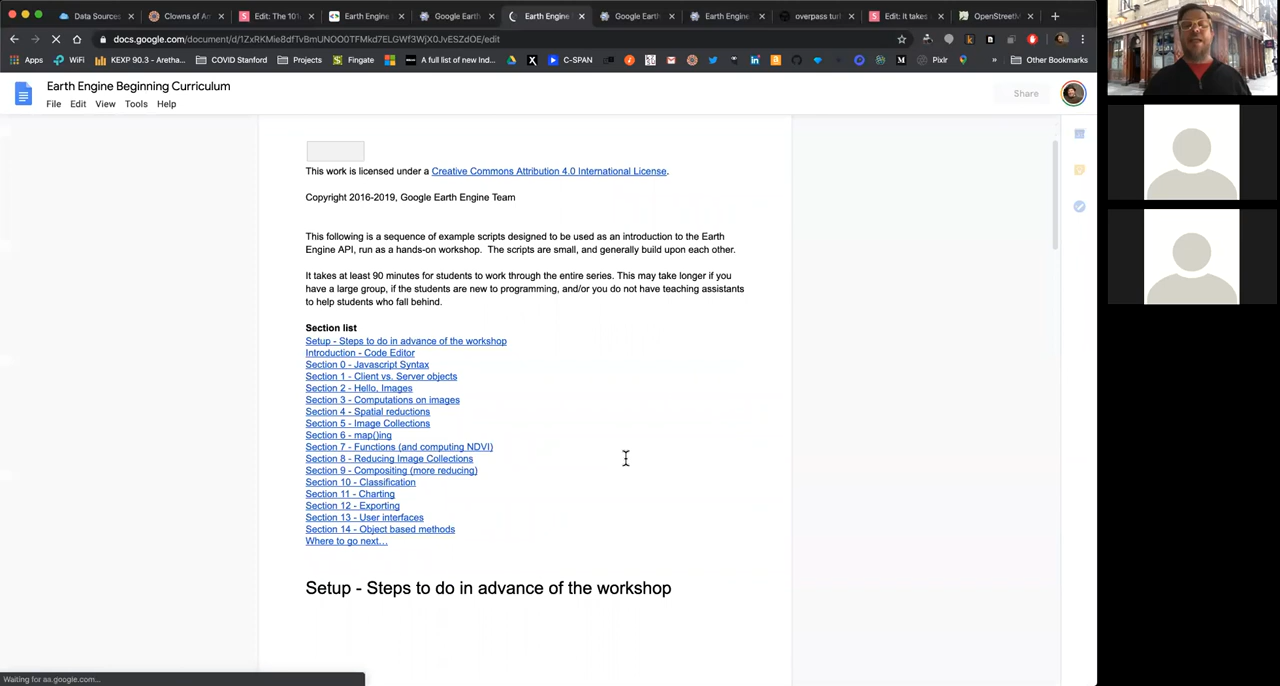 Data Sources
Clowns of Am
Edit: The 101
Earth Engine
Google Earth
Earth Engine
Google Earth
Earth Engine
overpass tur
Edit: It takes
OpenStreetM
docs.google.com/document/d/1ZxRKMie8dfTvBmUNOO0TFMkd7ELGWf3WjX0JvESZdOE/edit
Apps
WiFi
KEXP 90.3 - Aretha...
COVID Stanford
Projects
Fingate
A full list of new Ind...
C-SPAN
Pixlr
»
Other Bookmarks
Earth Engine Beginning Curriculum
File Edit View Tools Help
Share
This work is licensed under a Creative Commons Attribution 4.0 International License.
Copyright 2016-2019, Google Earth Engine Team
This following is a sequence of example scripts designed to be used as an introduction to the Earth
Engine API, run as a hands-on workshop. The scripts are small, and generally build upon each other.
It takes at least 90 minutes for students to work through the entire series. This may take longer if you
have a large group, if the students are new to programming, and/or you do not have teaching assistants
to help students who fall behind.
Section list
Setup - Steps to do in advance of the workshop
Introduction - Code Editor
Section 0 - Javascript Syntax
Section 1 - Client vs. Server objects
Section 2 - Hello, Images
Section 3 - Computations on images
Section 4 - Spatial reductions
Section 5 - Image Collections
Section 6 - map()ing
Section 7 - Functions (and computing NDVI)
Section 8 - Reducing Image Collections
Section 9 - Compositing (more reducing)
Section 10 - Classification
Section 11 - Charting
Section 12 - Exporting
Section 13 - User interfaces
Section 14 - Object based methods
Where to go next...
Setup - Steps to do in advance of the workshop
Waiting for aa.google.com...